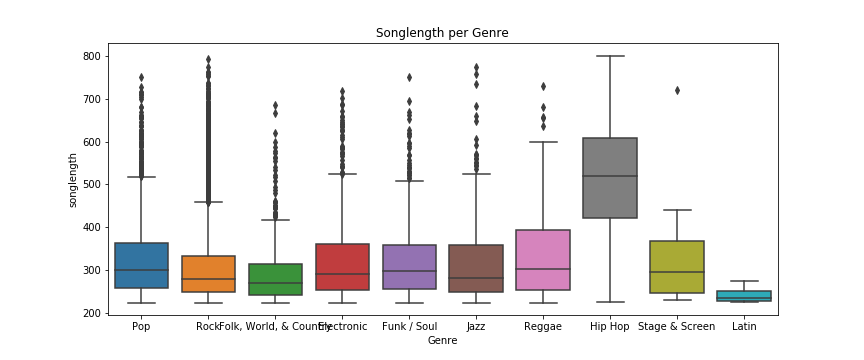 Songlength per Genre
songlength
800
700
600
500
400
300
200
Pop Rock Folk, World, & Country Electronic Funk / Soul Jazz Reggae Hip Hop Stage & Screen Latin
Genre